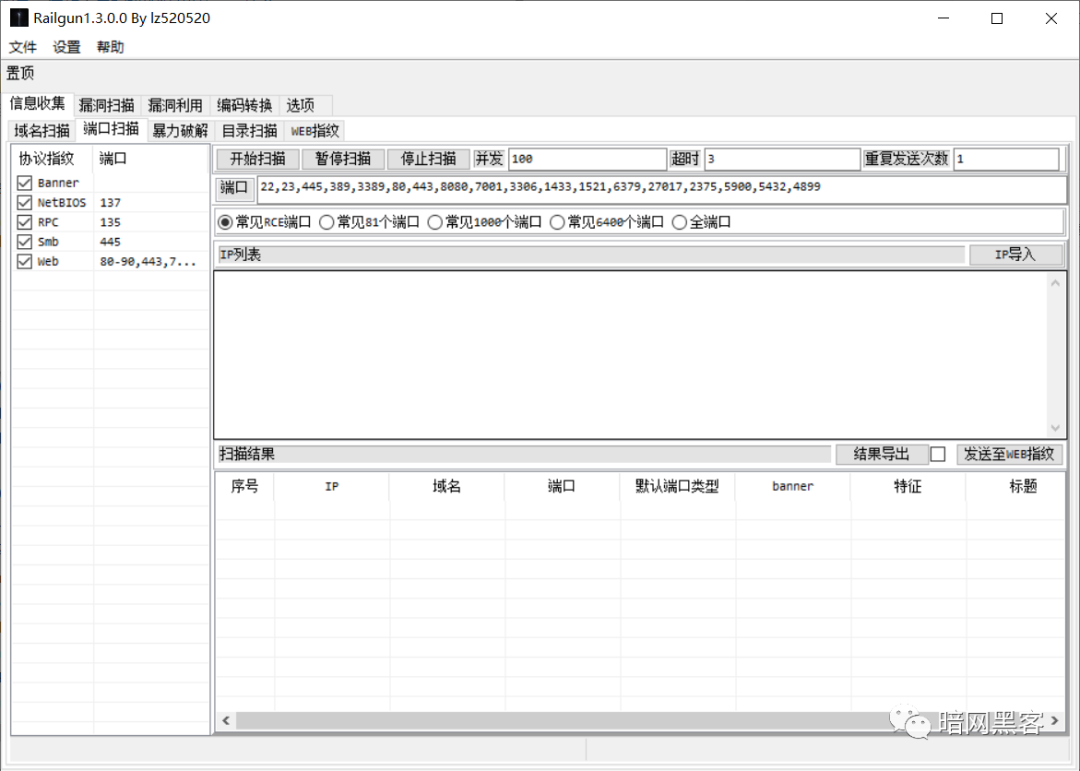 Railgun1.3.0.0 By lz520520
文件 设置 帮助
置顶
信息收集 漏洞扫描 漏洞利用 编码转换 选项
域名扫描 端口扫描 暴力破解 目录扫描 WEB指纹
协议指纹 端口
Banner
NetBIOS 137
RPC 135
Smb 445
Web 80-90,443,7...
开始扫描 暂停扫描 停止扫描 并发 100 超时 3 重复发送次数 1
端口 22,23,445,389,3389,80,443,8080,7001,3306,1433,1521,6379,27017,2375,5900,5432,4899
常见RCE端口 常见81个端口 常见1000个端口 常见6400个端口 全端口
IP列表 IP导入
扫描结果 结果导出 发送至WEB指纹
序号 IP 域名 端口 默认端口类型 banner 特征 标题
暗网黑客